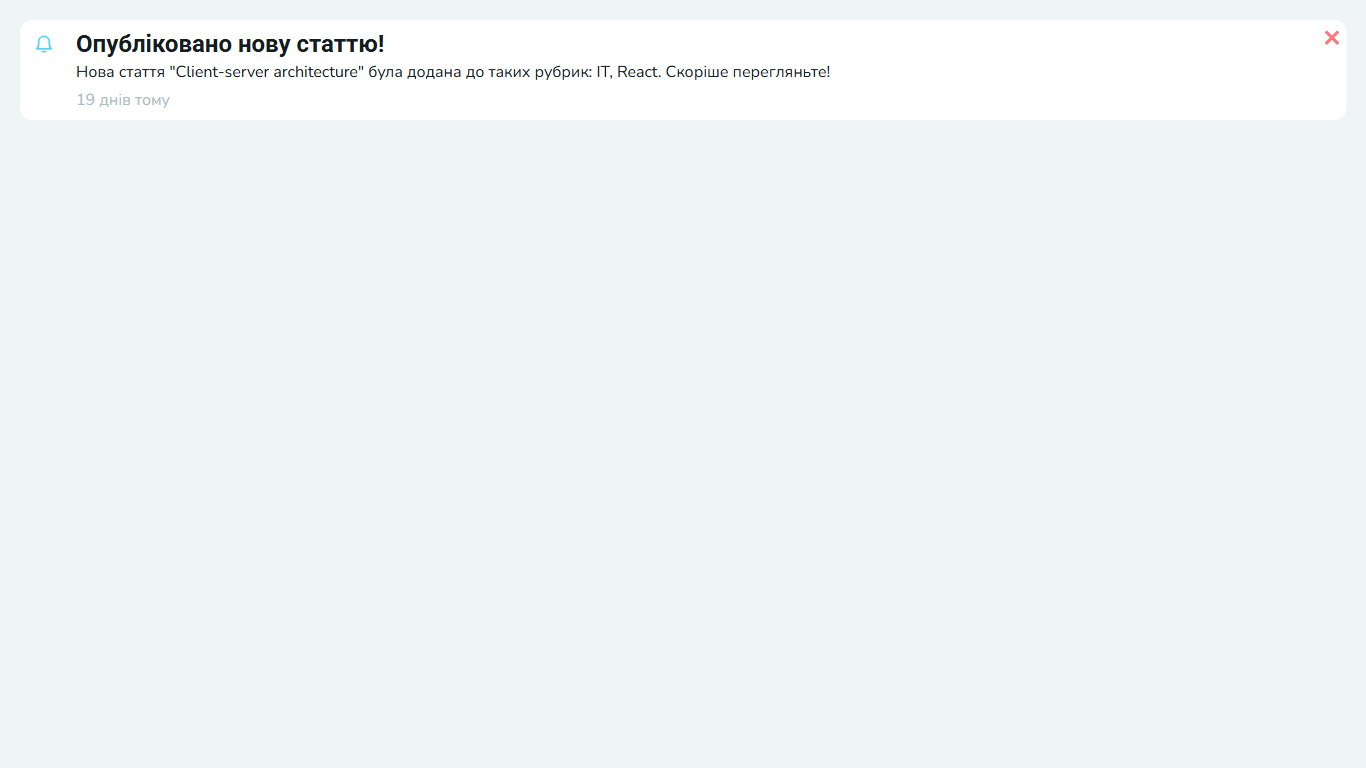 Опубліковано нову статтю!
Нова стаття "Client-server architecture" була додана до таких рубрик: IT, React. Скоріше перегляньте!
19 днів тому